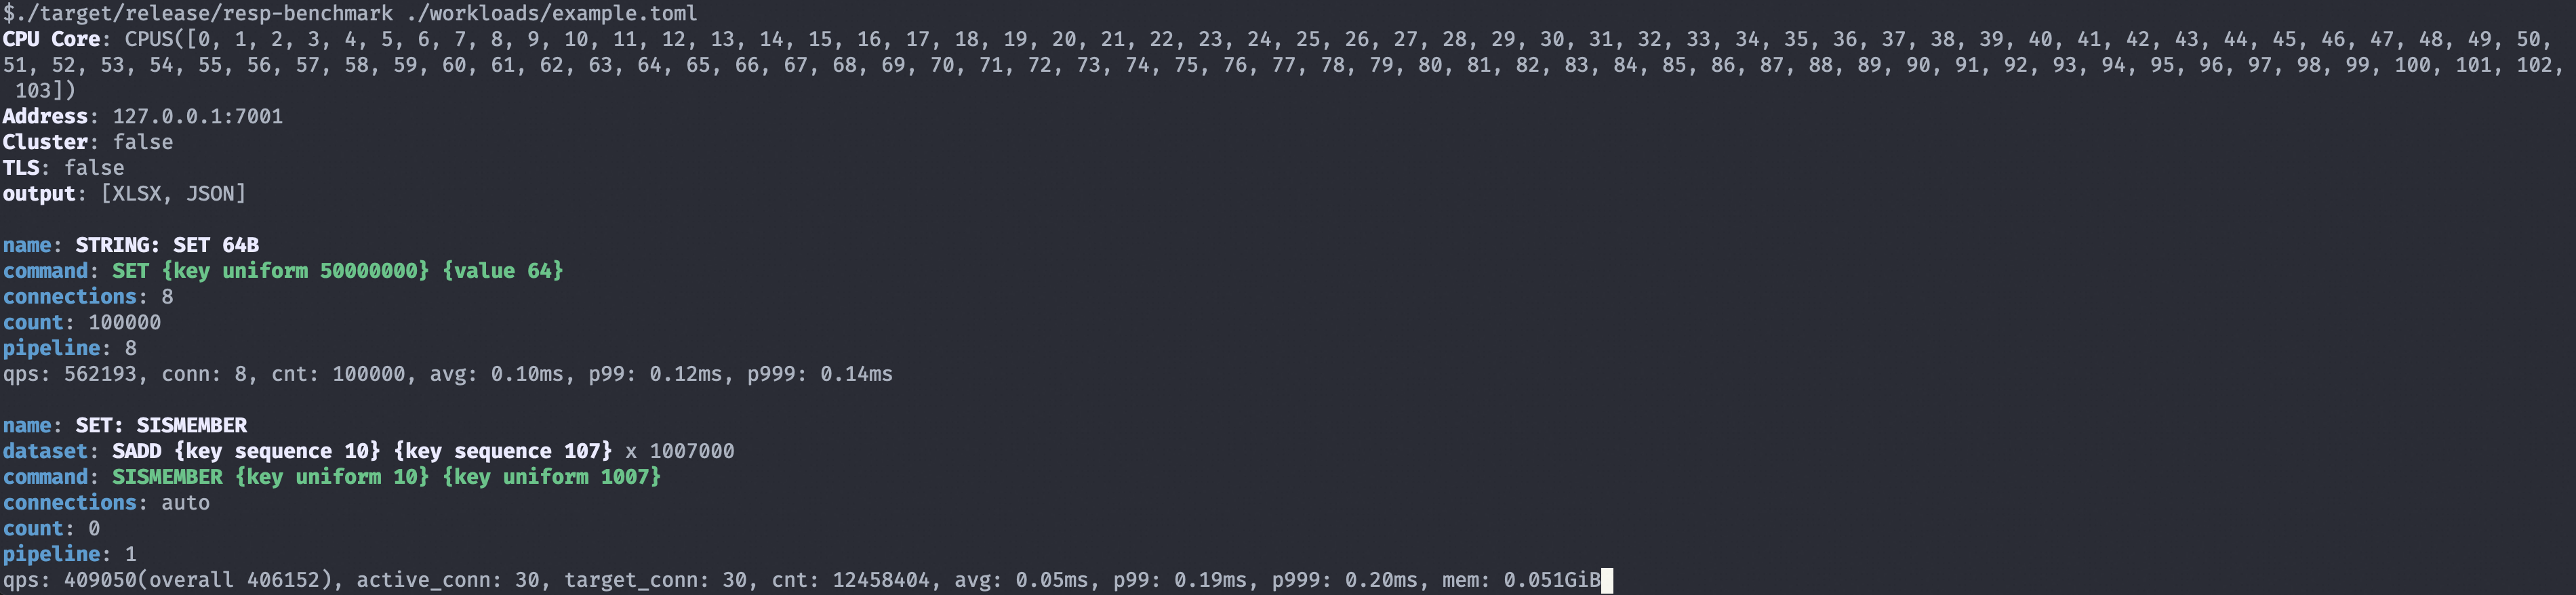 $./target/release/resp-benchmark ./workloads/example.toml
CPU Core: CPUS([0, 1, 2, 3, 4, 5, 6, 7, 8, 9, 10, 11, 12, 13, 14, 15, 16, 17, 18, 19, 20, 21, 22, 23, 24, 25, 26, 27, 28, 29, 30, 31, 32, 33, 34, 35, 36, 37, 38, 39, 40, 41, 42, 43, 44, 45, 46, 47, 48, 49, 50,
51, 52, 53, 54, 55, 56, 57, 58, 59, 60, 61, 62, 63, 64, 65, 66, 67, 68, 69, 70, 71, 72, 73, 74, 75, 76, 77, 78, 79, 80, 81, 82, 83, 84, 85, 86, 87, 88, 89, 90, 91, 92, 93, 94, 95, 96, 97, 98, 99, 100, 101, 102,
103])
Address: 127.0.0.1:7001
Cluster: false
TLS: false
output: [XLSX, JSON]
name: STRING: SET 64B
command: SET {key uniform 50000000} {value 64}
connections: 8
count: 100000
pipeline: 8
qps: 562193, conn: 8, cnt: 100000, avg: 0.10ms, p99: 0.12ms, p999: 0.14ms
name: SET: SISMEMBER
dataset: SADD {key sequence 10} {key sequence 107} x 1007000
command: SISMEMBER {key uniform 10} {key uniform 1007}
connections: auto
count: 0
pipeline: 1
qps: 409050(overall 406152), active_conn: 30, target_conn: 30, cnt: 12458404, avg: 0.05ms, p99: 0.19ms, p999: 0.20ms, mem: 0.051GiB